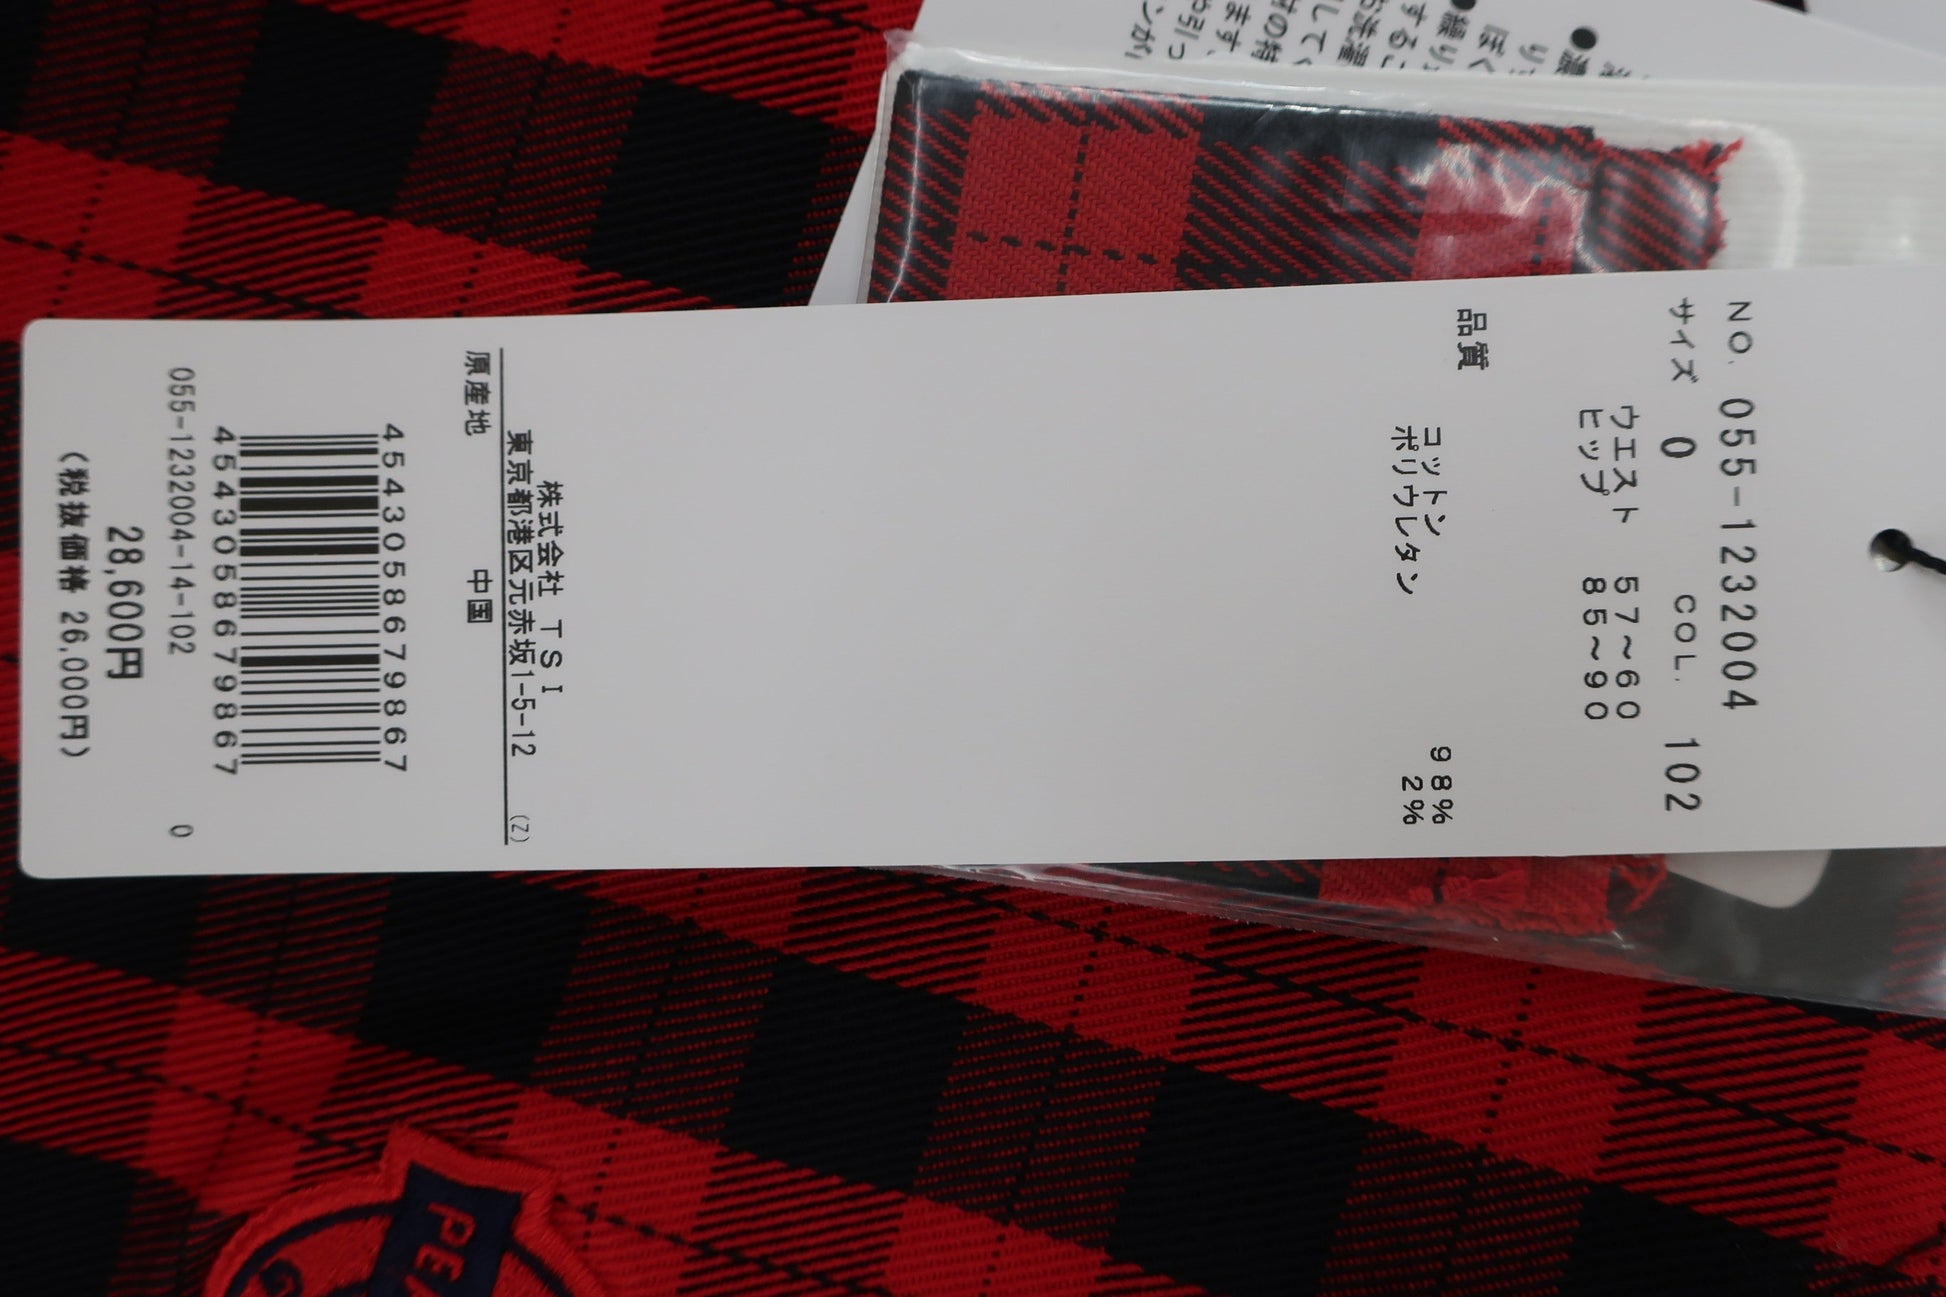 NO. 055-1232004
サイズ 0 COL. 102
ウエスト 57~60
ヒップ 85~90
品質
コットン 98%
ポリウレタン 2%
株式会社 TSI
東京都港区元赤坂1-5-12 (Z)
原産地 中国
4543058679867
4543058679867
055-1232004-14-102 0
28,600円
(税抜価格 26,000円)
PEA